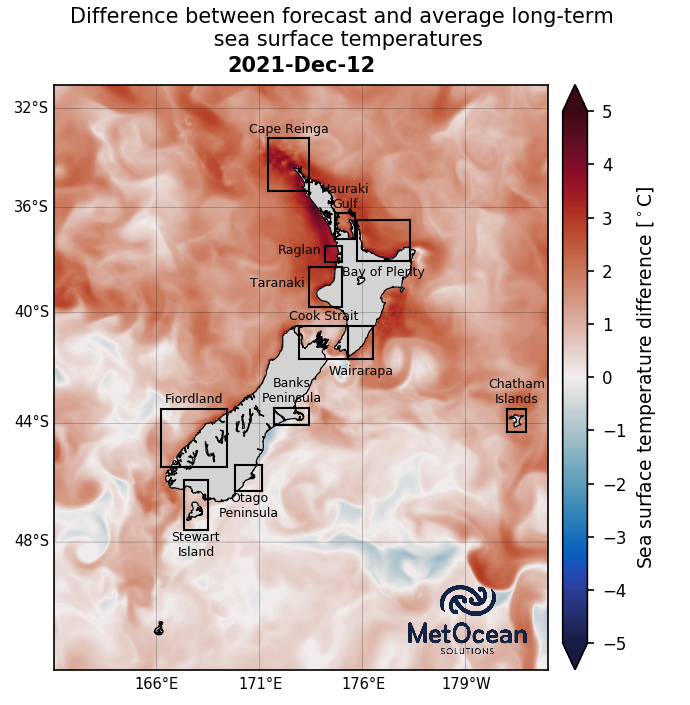 Difference between forecast and average long-term
sea surface temperatures
2021-Dec-12
32°S
36°S
40°S
44°S
48°S
166°E
171°E
176°E
179°W
Cape Reinga
Hauraki
Gulf
Raglan
Bay of Plenty
Taranaki
Cook Strait
Wairarapa
Banks
Peninsula
Fiordland
Chatham
Islands
Otago
Peninsula
Stewart
Island
MetOcean
SOLUTIONS
5
4
3
2
1
0
−1
−2
−3
−4
−5
Sea surface temperature difference [°C]